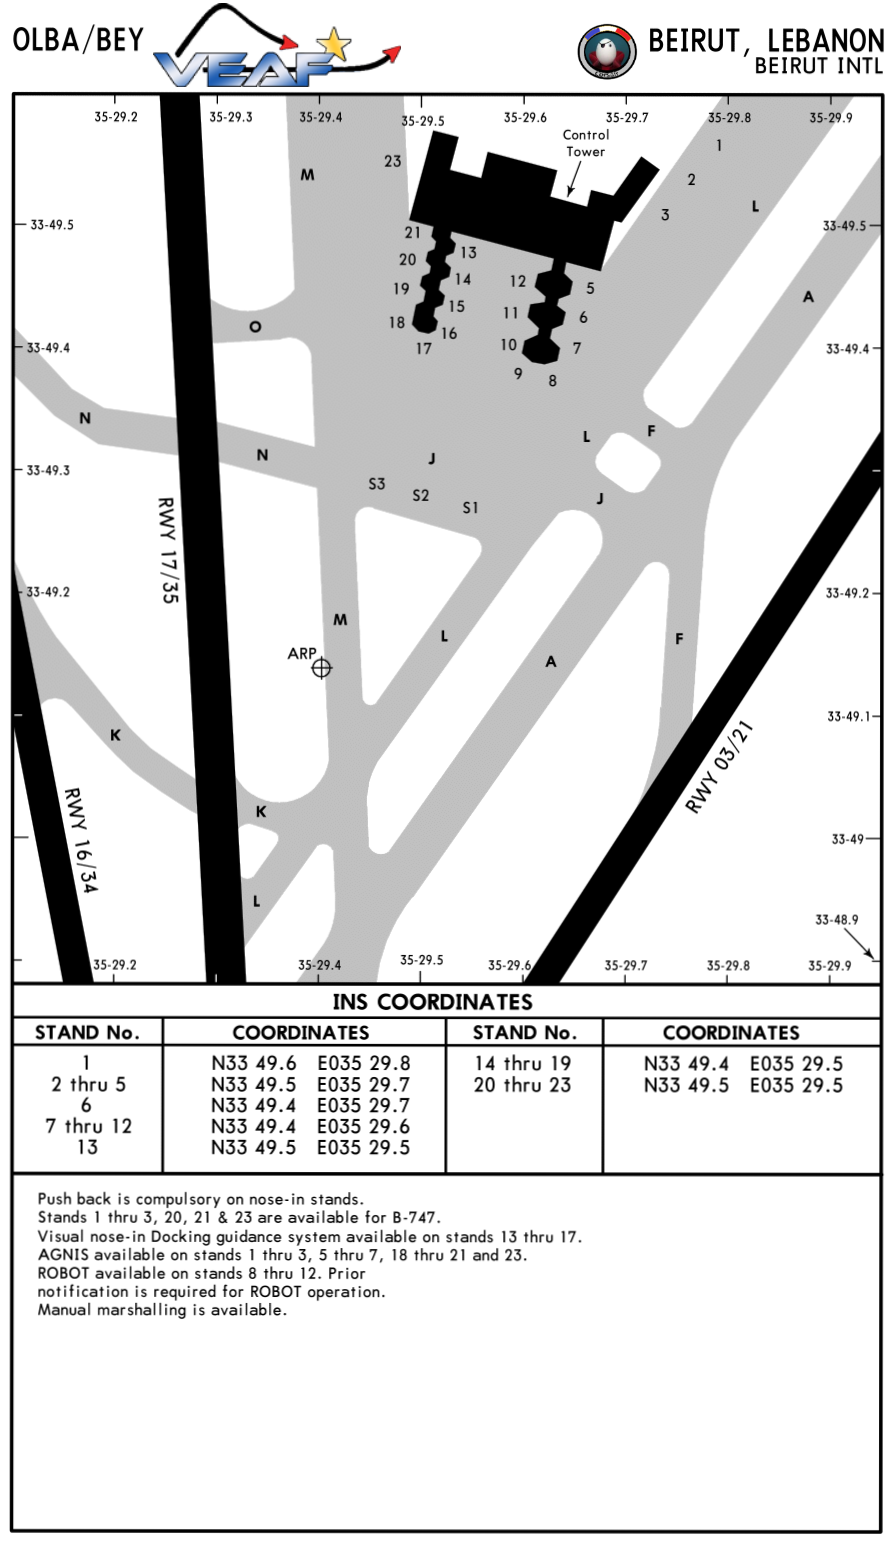 OLBA/BEY
VEAF
BEIRUT, LEBANON
BEIRUT INTL
35-29.2
35-29.3
35-29.4
35-29.5
35-29.6
35-29.7
35-29.8
35-29.9
Control
Tower
1
23
M
2
L
3
33-49.5
33-49.5
21
13
20
14
12
5
19
A
15
11
6
18
16
O
17
10
7
33-49.4
33-49.4
9
8
N
L
F
N
J
33-49.3
S3
S2
J
S1
RWY 17/35
33-49.2
33-49.2
M
L
F
ARP
A
33-49.1
K
RWY 03/21
RWY 16/34
K
33-49
L
33-48.9
35-29.2
35-29.4
35-29.5
35-29.6
35-29.7
35-29.8
35-29.9
INS COORDINATES
STAND No. COORDINATES STAND No. COORDINATES
1 N33 49.6 E035 29.8 14 thru 19 N33 49.4 E035 29.5
2 thru 5 N33 49.5 E035 29.7 20 thru 23 N33 49.5 E035 29.5
6 N33 49.4 E035 29.7
7 thru 12 N33 49.4 E035 29.6
13 N33 49.5 E035 29.5
Push back is compulsory on nose-in stands.
Stands 1 thru 3, 20, 21 & 23 are available for B-747.
Visual nose-in Docking guidance system available on stands 13 thru 17.
AGNIS available on stands 1 thru 3, 5 thru 7, 18 thru 21 and 23.
ROBOT available on stands 8 thru 12. Prior
notification is required for ROBOT operation.
Manual marshalling is available.